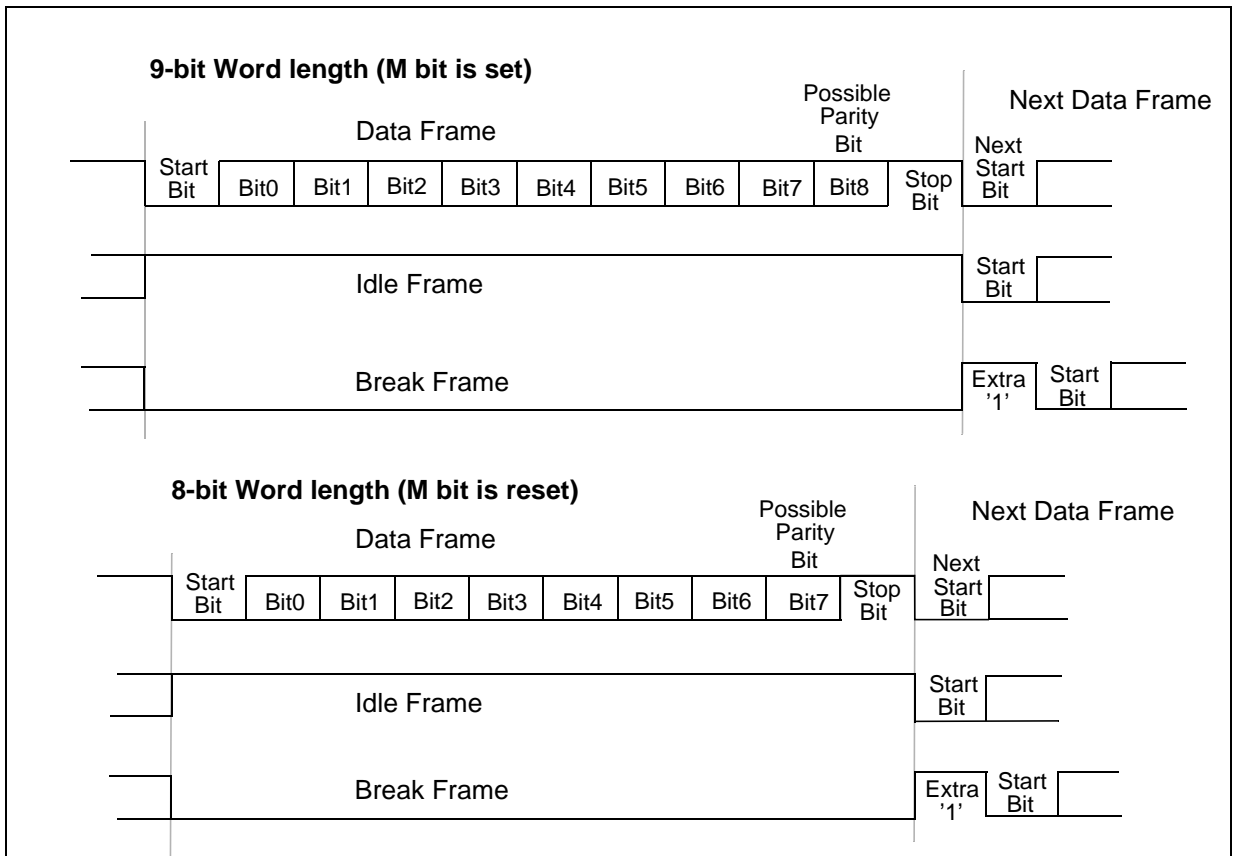 9-bit Word length (M bit is set)
Possible
Parity
Bit
Next Data Frame
Data Frame
Next
Start
Bit
Start
Bit
Bit0
Bit1
Bit2
Bit3
Bit4
Bit5
Bit6
Bit7
Bit8
Stop
Bit
Idle Frame
Start
Bit
Break Frame
Extra
'1'
Start
Bit
8-bit Word length (M bit is reset)
Possible
Parity
Bit
Next Data Frame
Data Frame
Next
Start
Bit
Start
Bit
Bit0
Bit1
Bit2
Bit3
Bit4
Bit5
Bit6
Bit7
Stop
Bit
Idle Frame
Start
Bit
Break Frame
Extra
'1'
Start
Bit